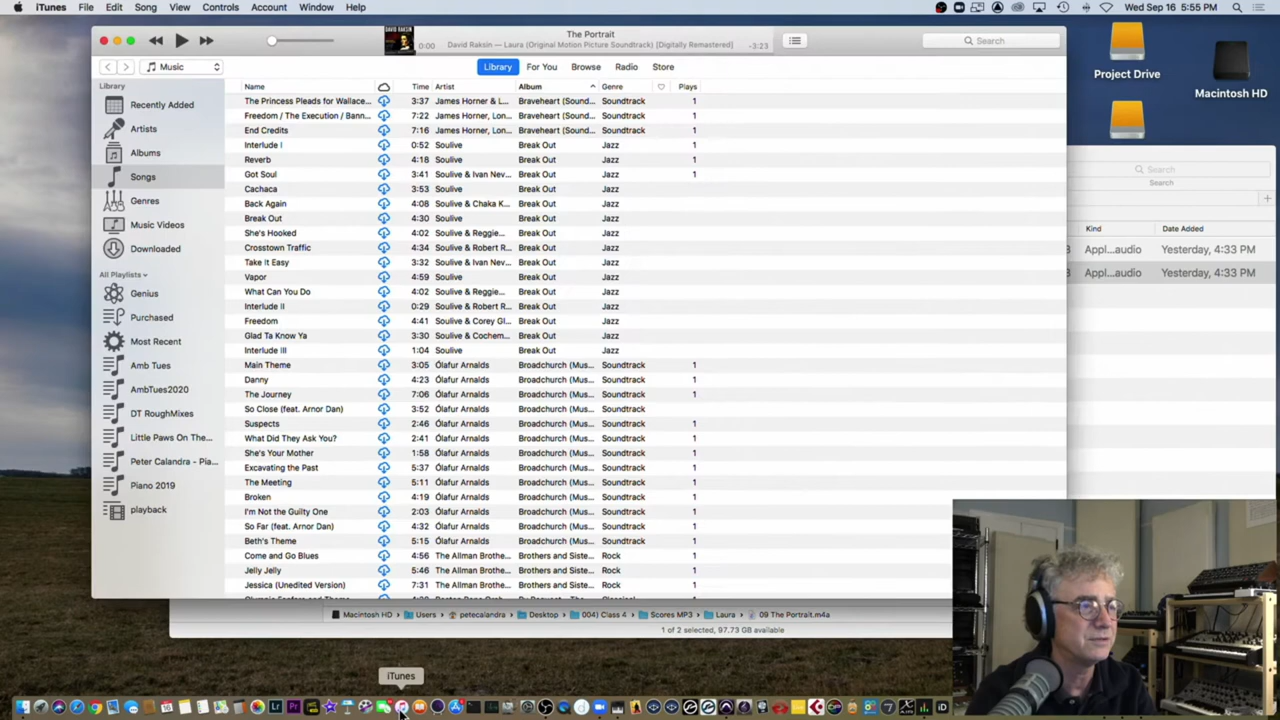 iTunes File Edit Song View Controls Account Window Help Wed Sep 16 5:55 PM
The Portrait
0:00 David Raksin — Laura (Original Motion Picture Soundtrack) [Digitally Remastered] -3:23
Search
Music Library For You Browse Radio Store
Project Drive
Macintosh HD
Library
Recently Added
Artists
Albums
Songs
Genres
Music Videos
Downloaded
All Playlists
Genius
Purchased
Most Recent
Amb Tues
AmbTues2020
DT RoughMixes
Little Paws On The...
Peter Calandra - Pia...
Piano 2019
playback
Name Time Artist Album Genre Plays
The Princess Pleads for Wallace... 3:37 James Horner & L... Braveheart (Sound... Soundtrack 1
Freedom / The Execution / Bann... 7:22 James Horner, Lon... Braveheart (Sound... Soundtrack 1
End Credits 7:16 James Horner, Lon... Braveheart (Sound... Soundtrack 1
Interlude I 0:52 Soulive Break Out Jazz 1
Reverb 4:18 Soulive Break Out Jazz 1
Got Soul 3:41 Soulive & Ivan Nev... Break Out Jazz 1
Cachaca 3:53 Soulive Break Out Jazz
Back Again 4:08 Soulive & Chaka K... Break Out Jazz
Break Out 4:30 Soulive Break Out Jazz
She's Hooked 4:02 Soulive & Reggie... Break Out Jazz
Crosstown Traffic 4:34 Soulive & Robert R... Break Out Jazz
Take It Easy 3:32 Soulive & Ivan Nev... Break Out Jazz
Vapor 4:59 Soulive Break Out Jazz
What Can You Do 4:02 Soulive & Reggie... Break Out Jazz
Interlude II 0:29 Soulive & Robert R... Break Out Jazz
Freedom 4:41 Soulive & Corey Gl... Break Out Jazz
Glad Ta Know Ya 3:30 Soulive & Cochem... Break Out Jazz
Interlude III 1:04 Soulive Break Out Jazz
Main Theme 3:05 Ólafur Arnalds Broadchurch (Mus... Soundtrack 1
Danny 4:23 Ólafur Arnalds Broadchurch (Mus... Soundtrack 1
The Journey 7:06 Ólafur Arnalds Broadchurch (Mus... Soundtrack 1
So Close (feat. Arnor Dan) 3:52 Ólafur Arnalds Broadchurch (Mus... Soundtrack
Suspects 2:46 Ólafur Arnalds Broadchurch (Mus... Soundtrack 1
What Did They Ask You? 2:41 Ólafur Arnalds Broadchurch (Mus... Soundtrack 1
She's Your Mother 1:58 Ólafur Arnalds Broadchurch (Mus... Soundtrack 1
Excavating the Past 5:37 Ólafur Arnalds Broadchurch (Mus... Soundtrack 1
The Meeting 5:11 Ólafur Arnalds Broadchurch (Mus... Soundtrack 1
Broken 4:19 Ólafur Arnalds Broadchurch (Mus... Soundtrack 1
I'm Not the Guilty One 2:03 Ólafur Arnalds Broadchurch (Mus... Soundtrack 1
So Far (feat. Arnor Dan) 4:32 Ólafur Arnalds Broadchurch (Mus... Soundtrack 1
Beth's Theme 5:15 Ólafur Arnalds Broadchurch (Mus... Soundtrack 1
Come and Go Blues 4:56 The Allman Brothe... Brothers and Siste... Rock 1
Jelly Jelly 5:46 The Allman Brothe... Brothers and Siste... Rock 1
Jessica (Unedited Version) 7:31 The Allman Brothe... Brothers and Siste... Rock 1
Search
Search
Kind Date Added
Appl...audio Yesterday, 4:33 PM
Appl...audio Yesterday, 4:33 PM
Macintosh HD Users petecalandra Desktop 004) Class 4 Scores MP3 Laura 09 The Portrait.m4a
1 of 2 selected, 97.73 GB available
iTunes